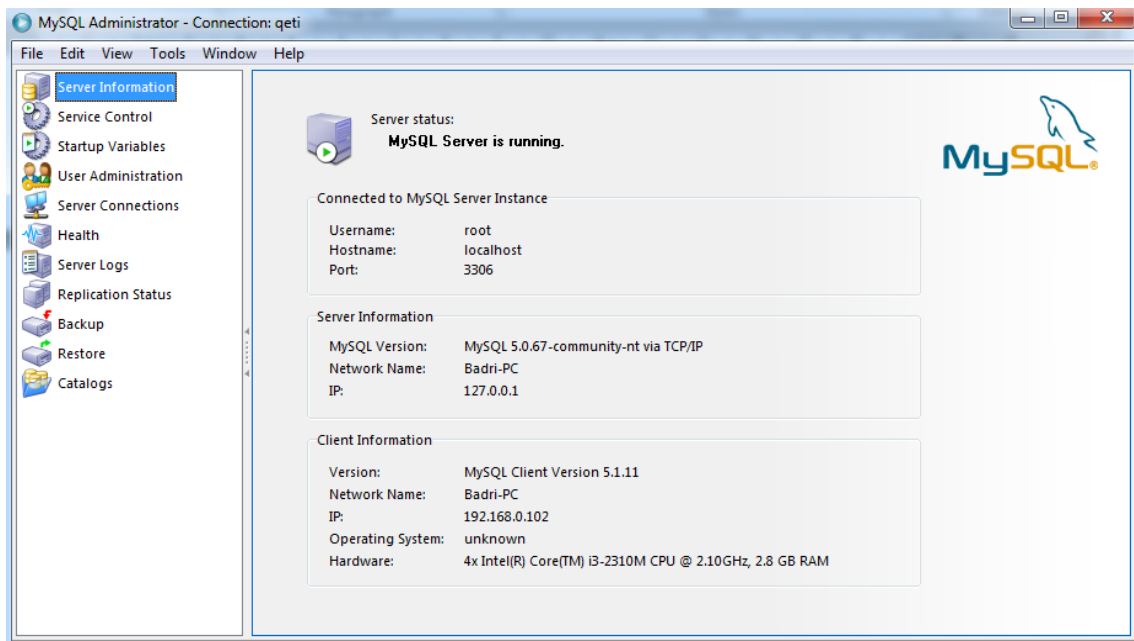 MySQL Administrator - Connection: qeti
File Edit View Tools Window Help
Server Information
Service Control
Startup Variables
User Administration
Server Connections
Health
Server Logs
Replication Status
Backup
Restore
Catalogs
Server status:
MySQL Server is running.
MySQL®
Connected to MySQL Server Instance
Username: root
Hostname: localhost
Port: 3306
Server Information
MySQL Version: MySQL 5.0.67-community-nt via TCP/IP
Network Name: Badri-PC
IP: 127.0.0.1
Client Information
Version: MySQL Client Version 5.1.11
Network Name: Badri-PC
IP: 192.168.0.102
Operating System: unknown
Hardware: 4x Intel(R) Core(TM) i3-2310M CPU @ 2.10GHz, 2.8 GB RAM